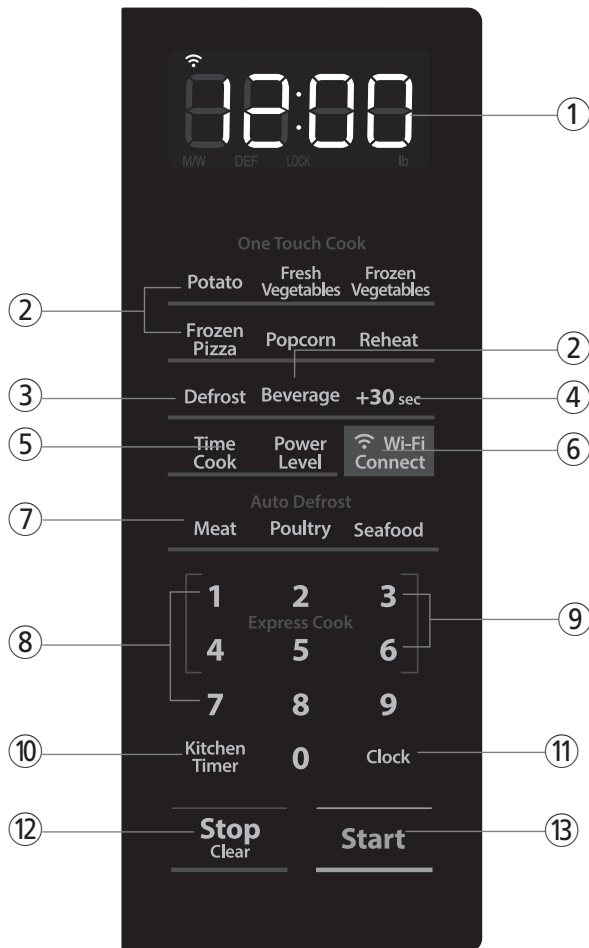 12:00
①
M/W DEF LOCK lb
One Touch Cook
Potato Fresh Vegetables Frozen Vegetables
②
Frozen Pizza Popcorn Reheat
②
③ Defrost Beverage +30 sec ④
⑤ Time Cook Power Level Wi-Fi Connect ⑥
Auto Defrost
⑦ Meat Poultry Seafood
1 2 3
⑧ Express Cook ⑨
4 5 6
7 8 9
⑩ Kitchen Timer 0 Clock ⑪
⑫ Stop Clear Start ⑬